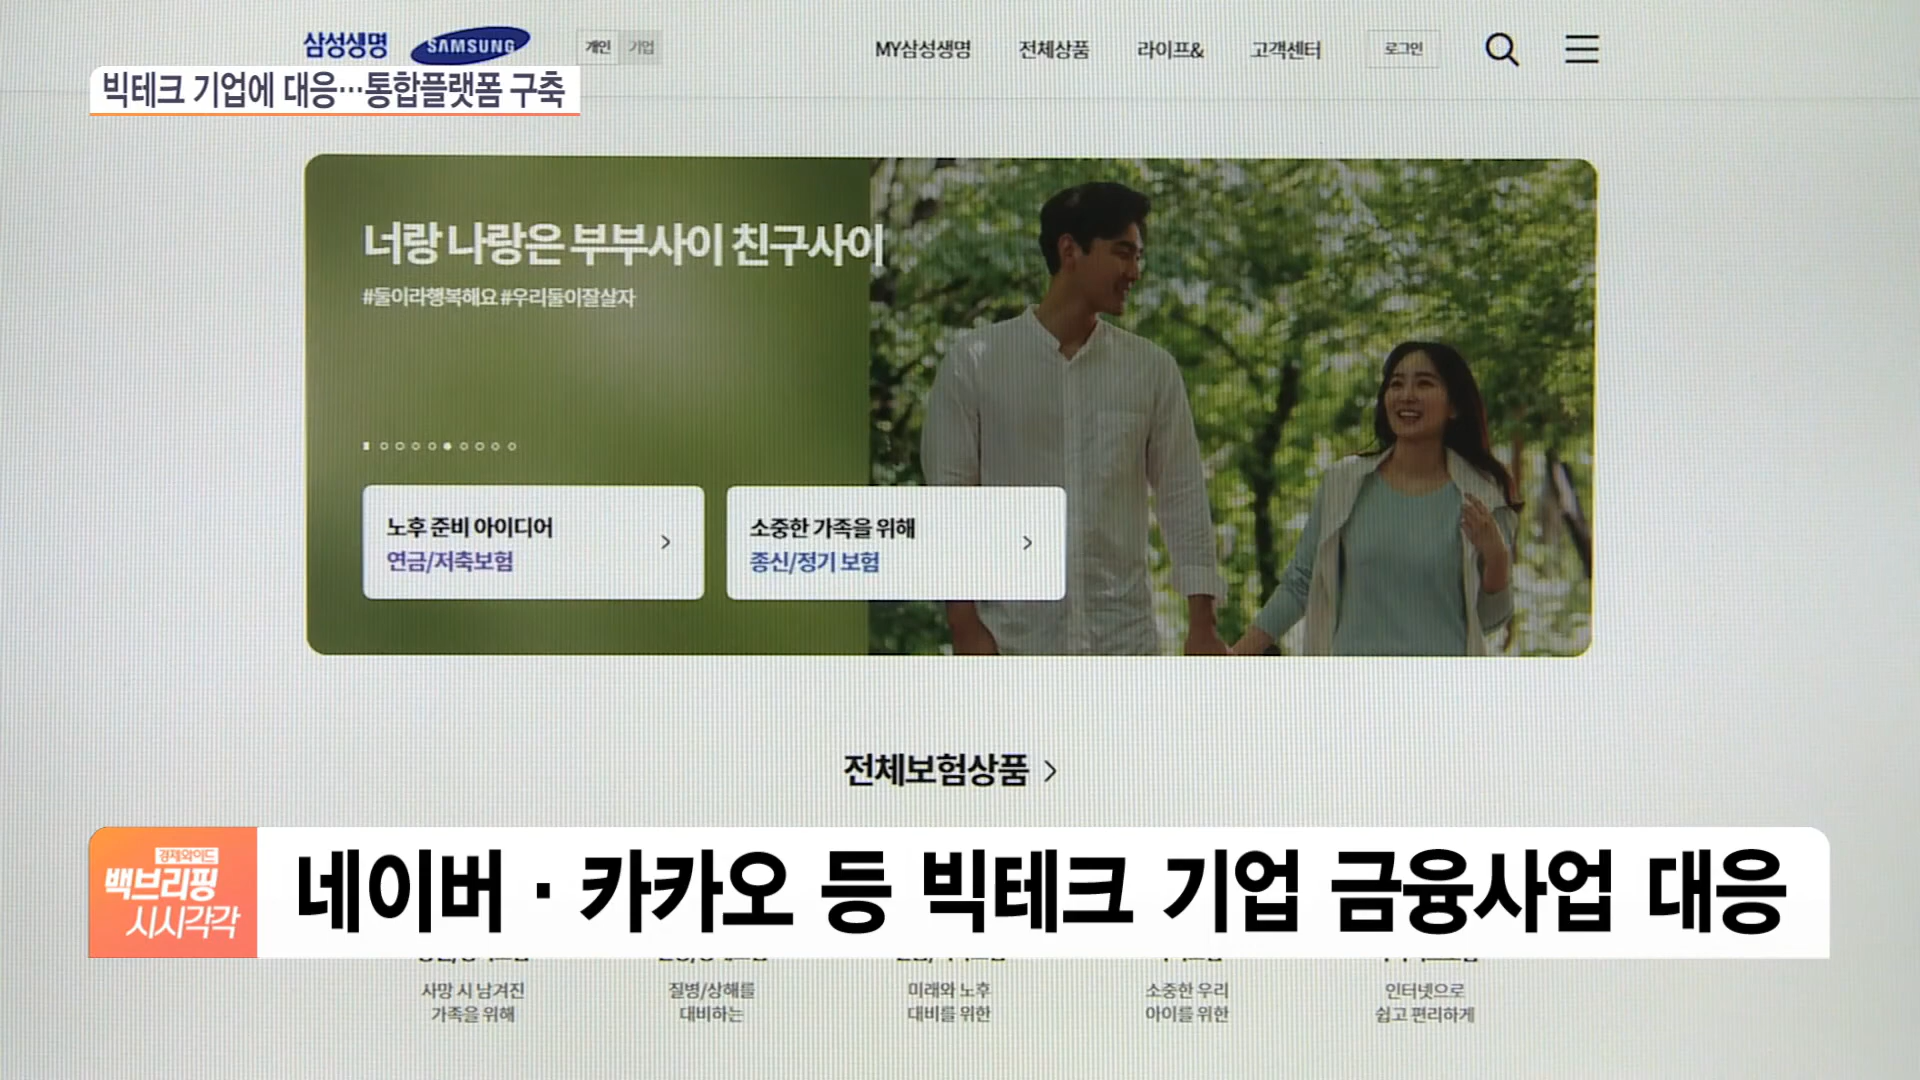 삼성생명 SAMSUNG 개인 기업 MY삼성생명 전체상품 라이프& 고객센터 로그인
빅테크 기업에 대응…통합플랫폼 구축
너랑 나랑은 부부사이 친구사이
#둘이라행복해요 #우리둘이잘살자
노후 준비 아이디어
연금/저축보험
소중한 가족을 위해
종신/정기 보험
전체보험상품
경제와이드
백브리핑
시시각각
네이버·카카오 등 빅테크 기업 금융사업 대응
사망 시 남겨진
가족을 위해
질병/상해를
대비하는
미래와 노후
대비를 위한
소중한 우리
아이를 위한
인터넷으로
쉽고 편리하게